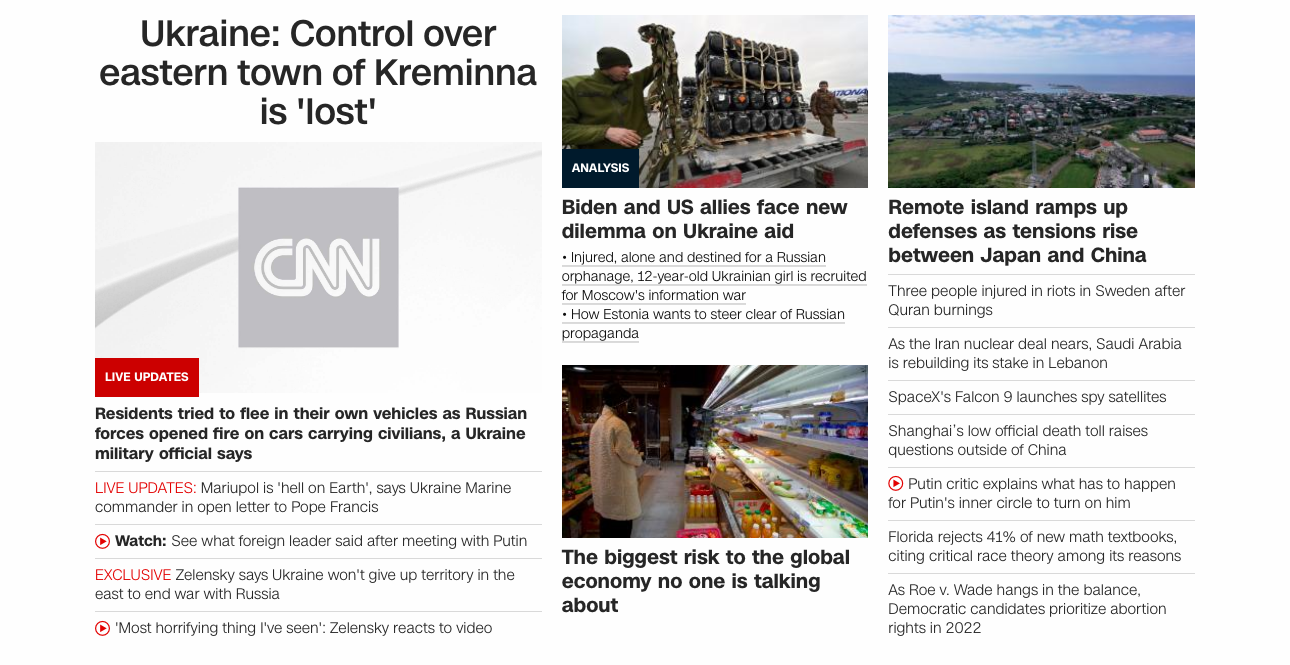 Ukraine: Control over
eastern town of Kreminna
is 'lost'
CNN
LIVE UPDATES
Residents tried to flee in their own vehicles as Russian
forces opened fire on cars carrying civilians, a Ukraine
military official says
LIVE UPDATES: Mariupol is 'hell on Earth', says Ukraine Marine
commander in open letter to Pope Francis
Watch: See what foreign leader said after meeting with Putin
EXCLUSIVE Zelensky says Ukraine won't give up territory in the
east to end war with Russia
'Most horrifying thing I've seen': Zelensky reacts to video
ANALYSIS
Biden and US allies face new
dilemma on Ukraine aid
• Injured, alone and destined for a Russian
orphanage, 12-year-old Ukrainian girl is recruited
for Moscow's information war
• How Estonia wants to steer clear of Russian
propaganda
The biggest risk to the global
economy no one is talking
about
Remote island ramps up
defenses as tensions rise
between Japan and China
Three people injured in riots in Sweden after
Quran burnings
As the Iran nuclear deal nears, Saudi Arabia
is rebuilding its stake in Lebanon
SpaceX's Falcon 9 launches spy satellites
Shanghai's low official death toll raises
questions outside of China
Putin critic explains what has to happen
for Putin's inner circle to turn on him
Florida rejects 41% of new math textbooks,
citing critical race theory among its reasons
As Roe v. Wade hangs in the balance,
Democratic candidates prioritize abortion
rights in 2022